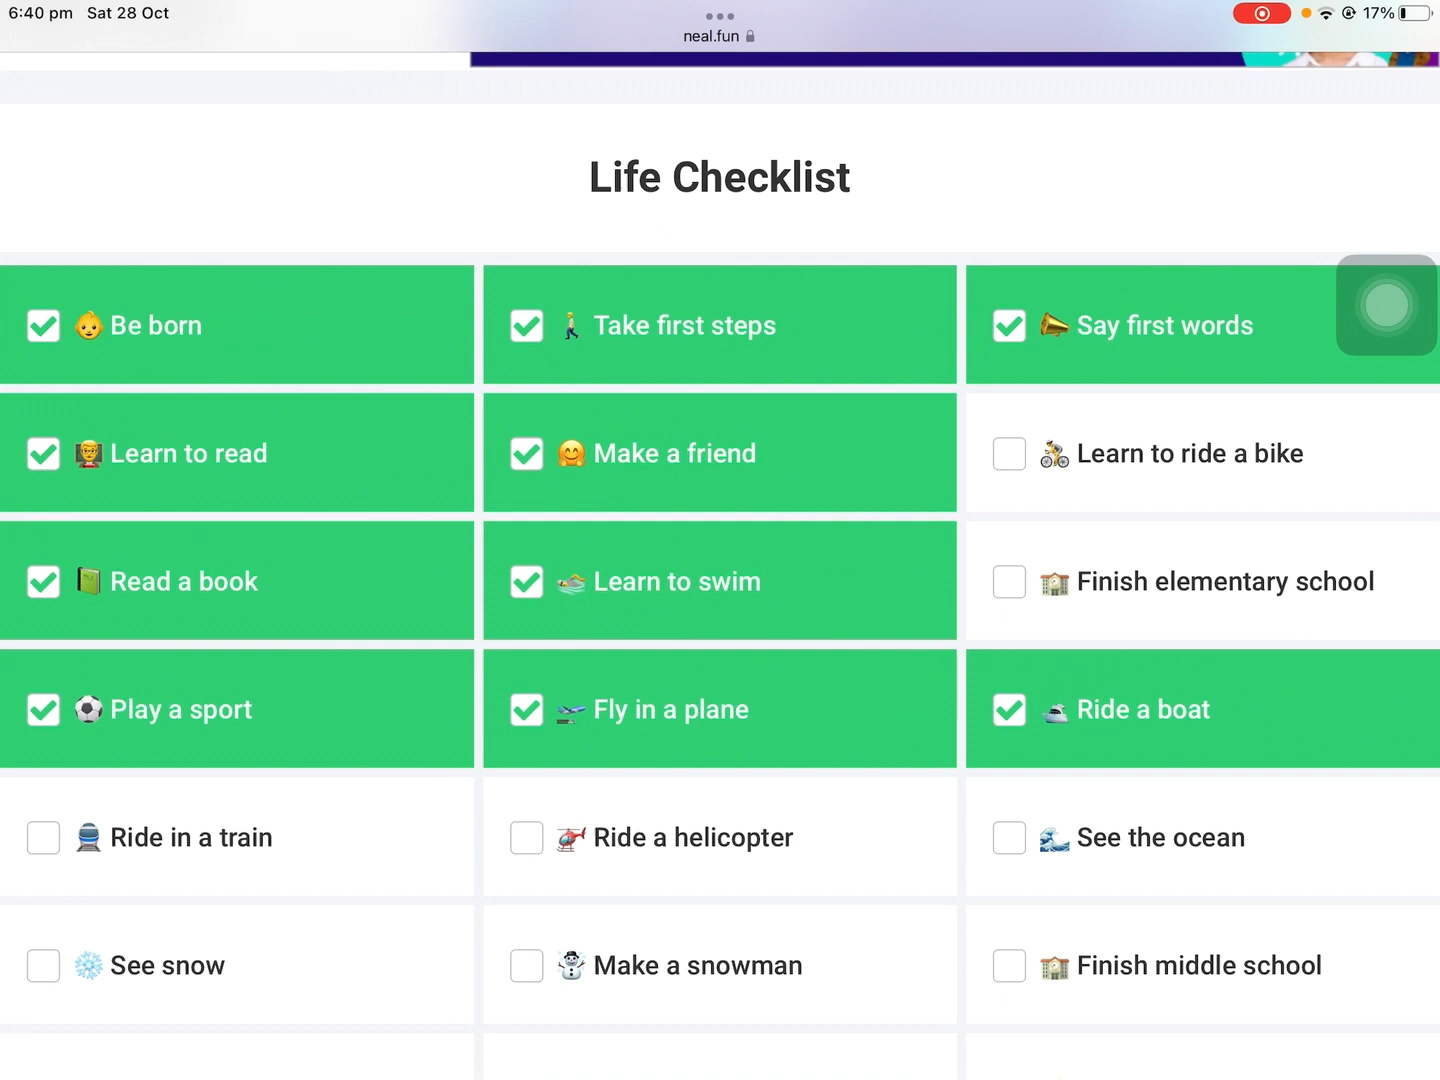 6:40 pm Sat 28 Oct
17%
neal.fun
Life Checklist
Be born
Take first steps
Say first words
Learn to read
Make a friend
Learn to ride a bike
Read a book
Learn to swim
Finish elementary school
Play a sport
Fly in a plane
Ride a boat
Ride in a train
Ride a helicopter
See the ocean
See snow
Make a snowman
Finish middle school